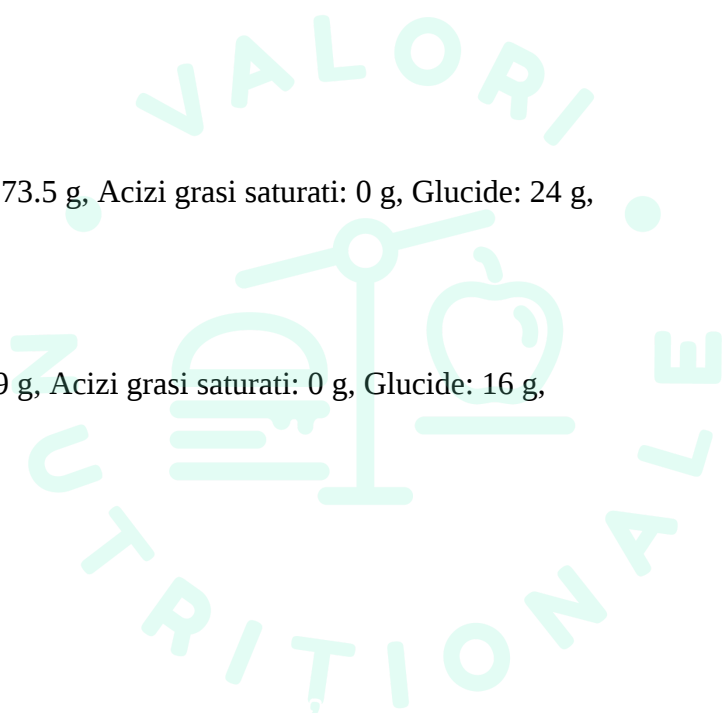 VALORI
73.5 g, Acizi grasi saturati: 0 g, Glucide: 24 g,
9 g, Acizi grasi saturati: 0 g, Glucide: 16 g,
NUTRITIONALE